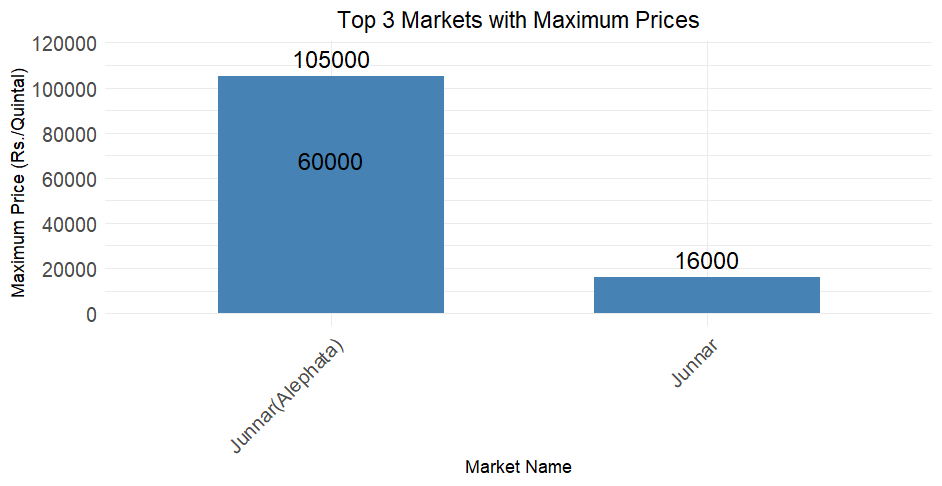 Top 3 Markets with Maximum Prices
Maximum Price (Rs./Quintal)
120000
100000
80000
60000
40000
20000
0
105000
60000
16000
Junnar(Alephata)
Junnar
Market Name